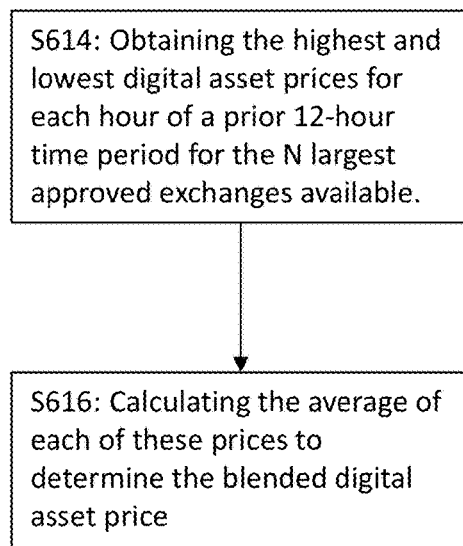 S614: Obtaining the highest and
lowest digital asset prices for
each hour of a prior 12-hour
time period for the N largest
approved exchanges available.
S616: Calculating the average of
each of these prices to
determine the blended digital
asset price